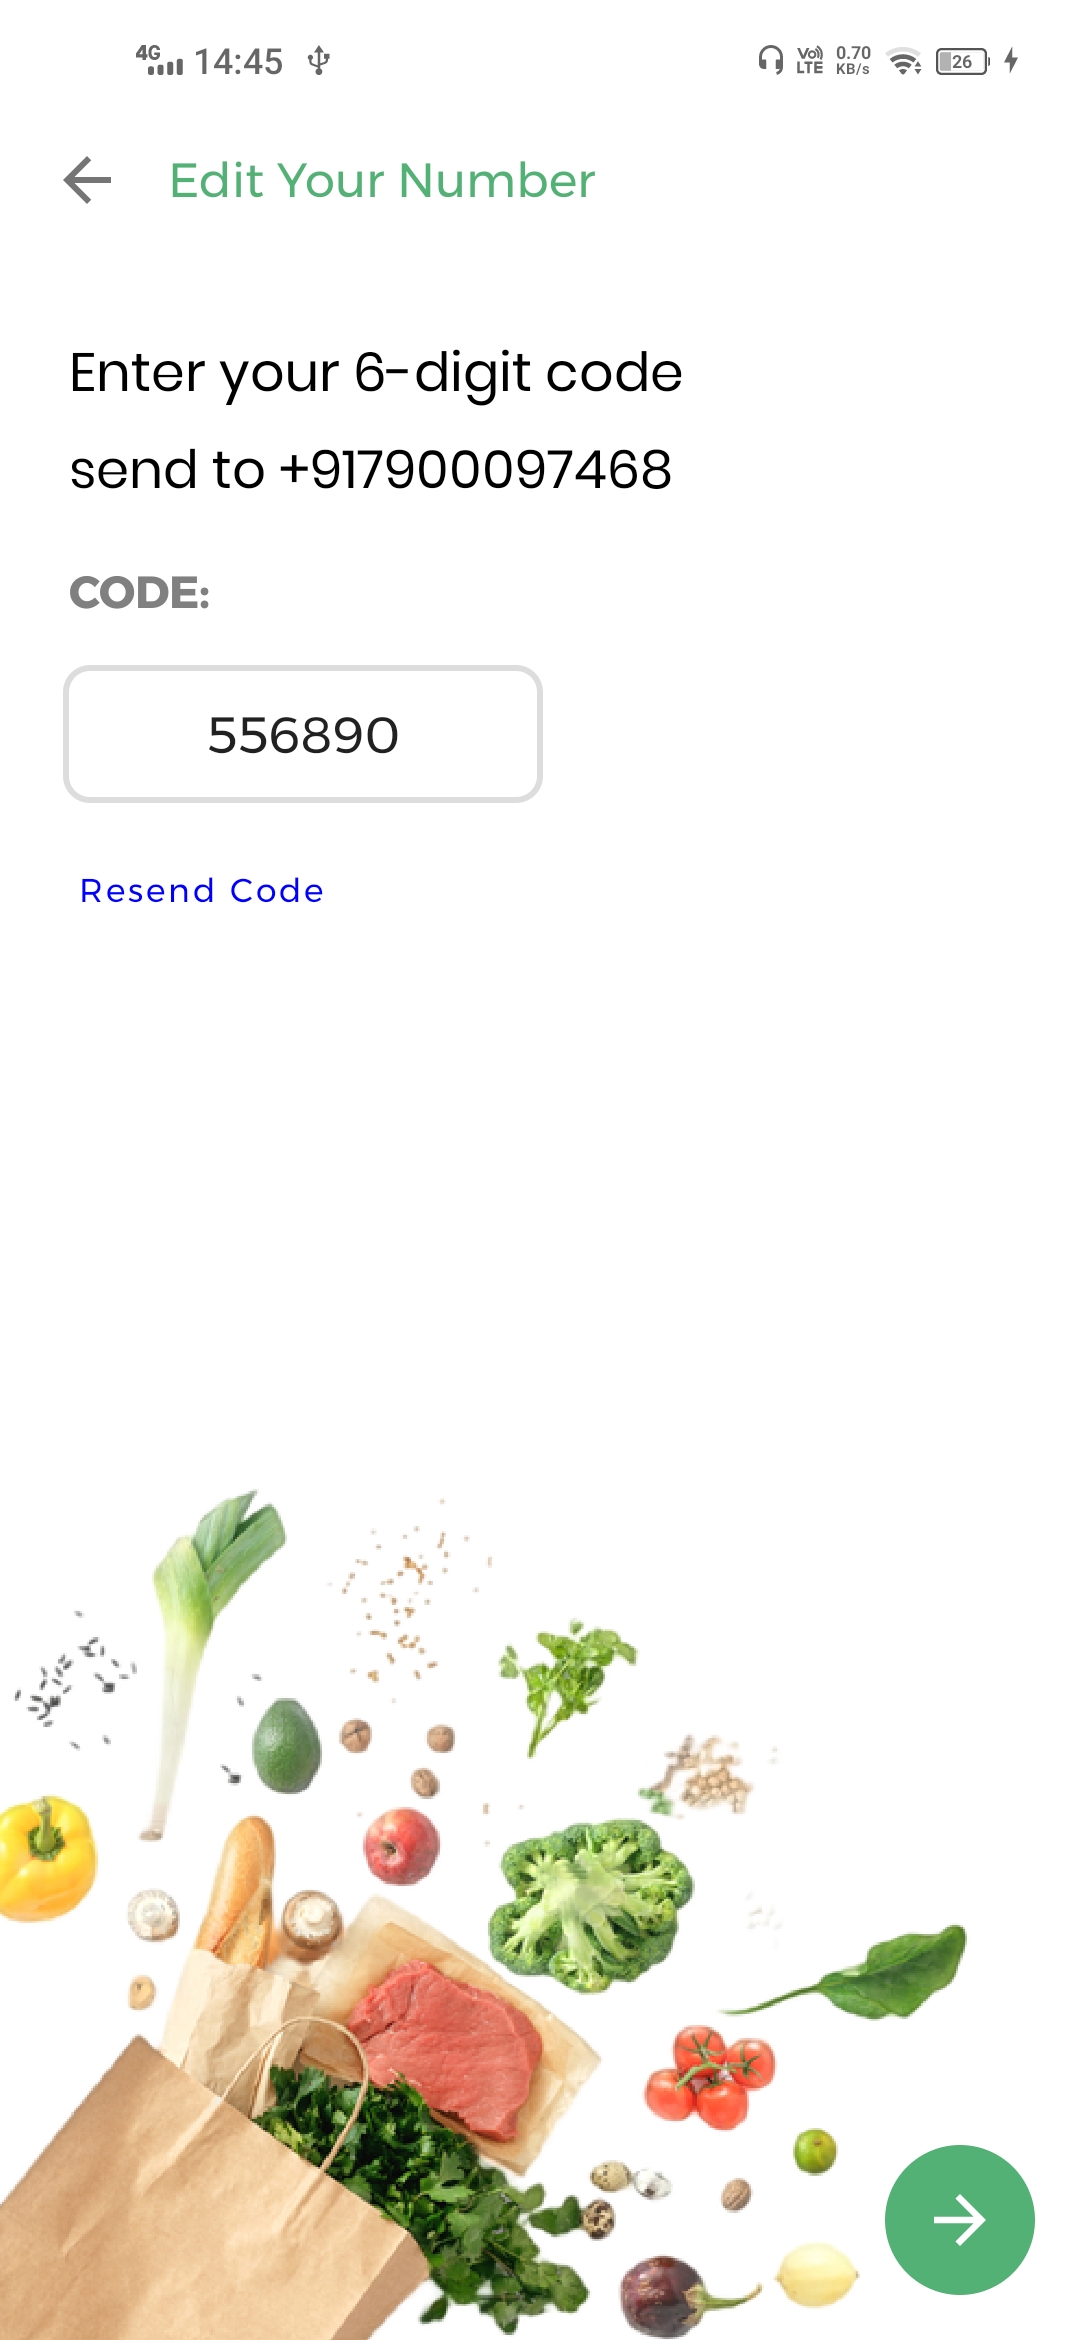 4G 14:45 Vo) LTE 0.70 KB/s 26
Edit Your Number
Enter your 6-digit code
send to +917900097468
CODE:
556890
Resend Code